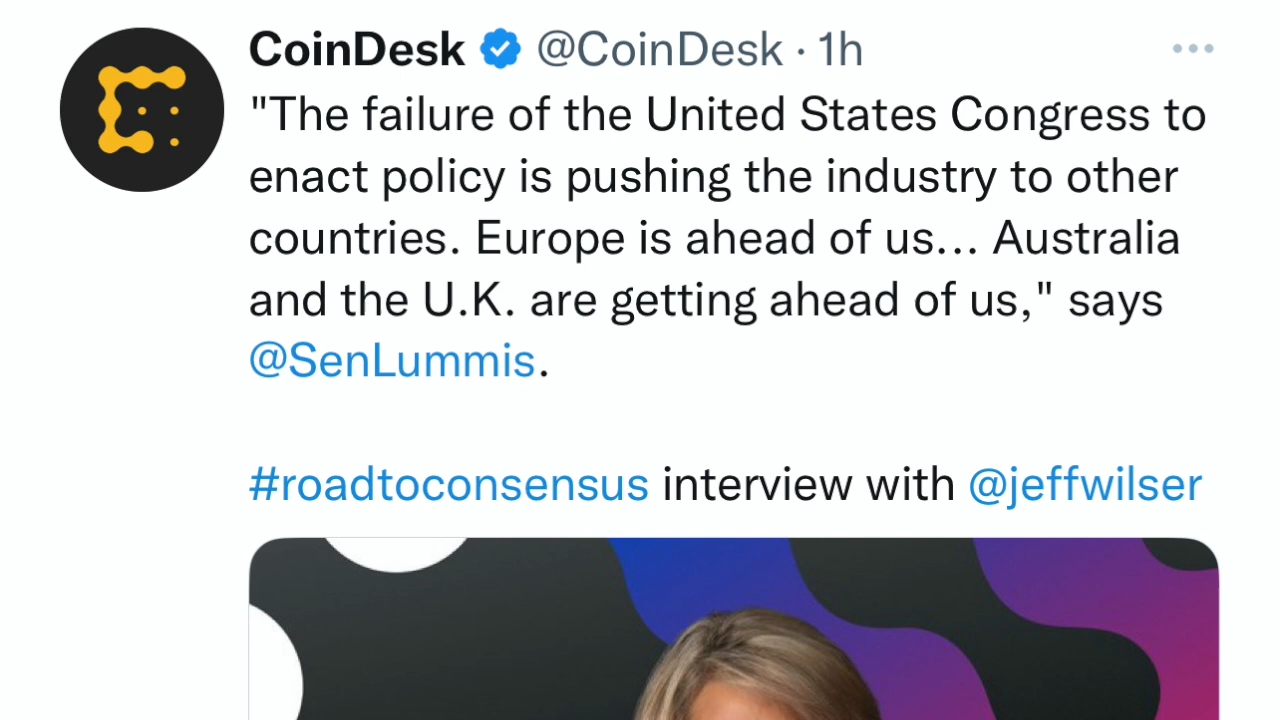 CoinDesk @CoinDesk · 1h
"The failure of the United States Congress to
enact policy is pushing the industry to other
countries. Europe is ahead of us... Australia
and the U.K. are getting ahead of us," says
@SenLummis.
#roadtoconsensus interview with @jeffwilser